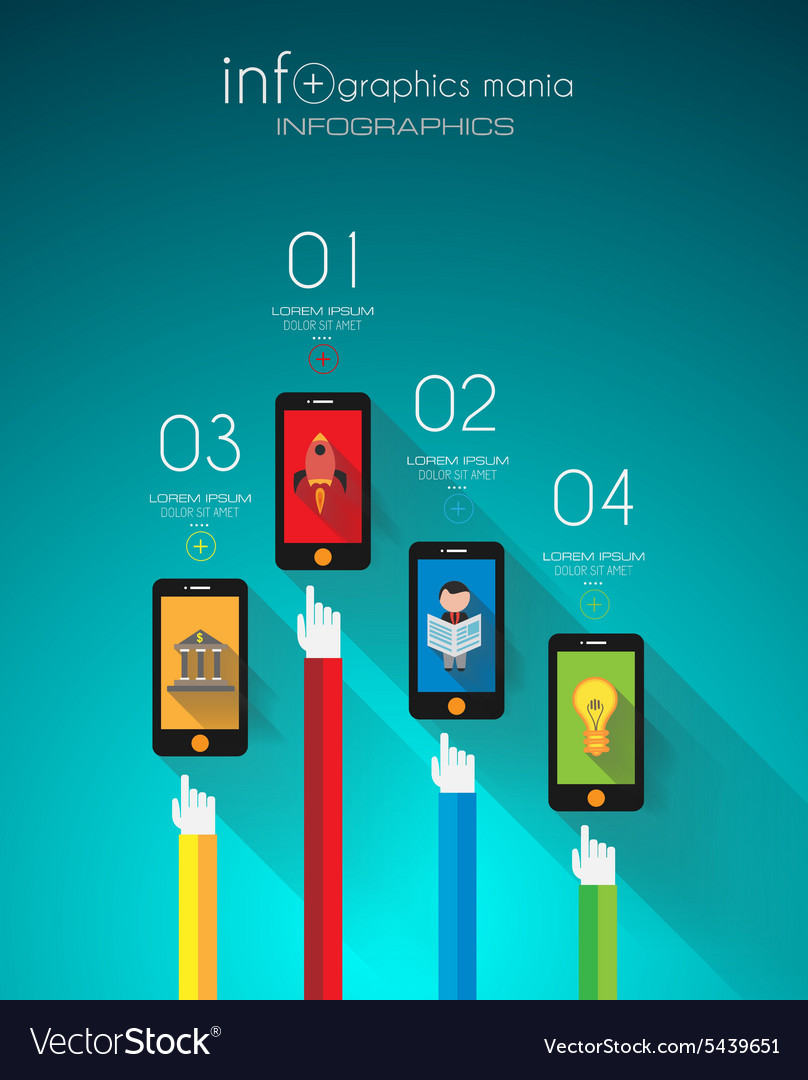 inf+graphics mania
INFOGRAPHICS
01
LOREM IPSUM
DOLOR SIT AMET
02
LOREM IPSUM
DOLOR SIT AMET
03
LOREM IPSUM
DOLOR SIT AMET
04
LOREM IPSUM
DOLOR SIT AMET
$
VectorStock®
VectorStock.com/5439651